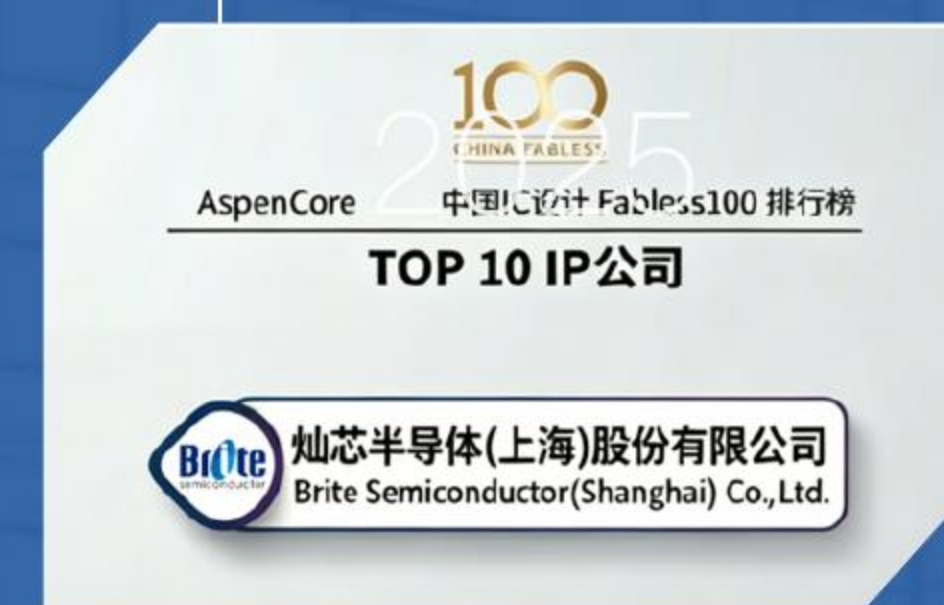 100
CHINA FABLESS
2025
AspenCore 中国IC设计 Fabless100 排行榜
TOP 10 IP公司
Brite
semiconductor
灿芯半导体(上海)股份有限公司
Brite Semiconductor(Shanghai) Co.,Ltd.